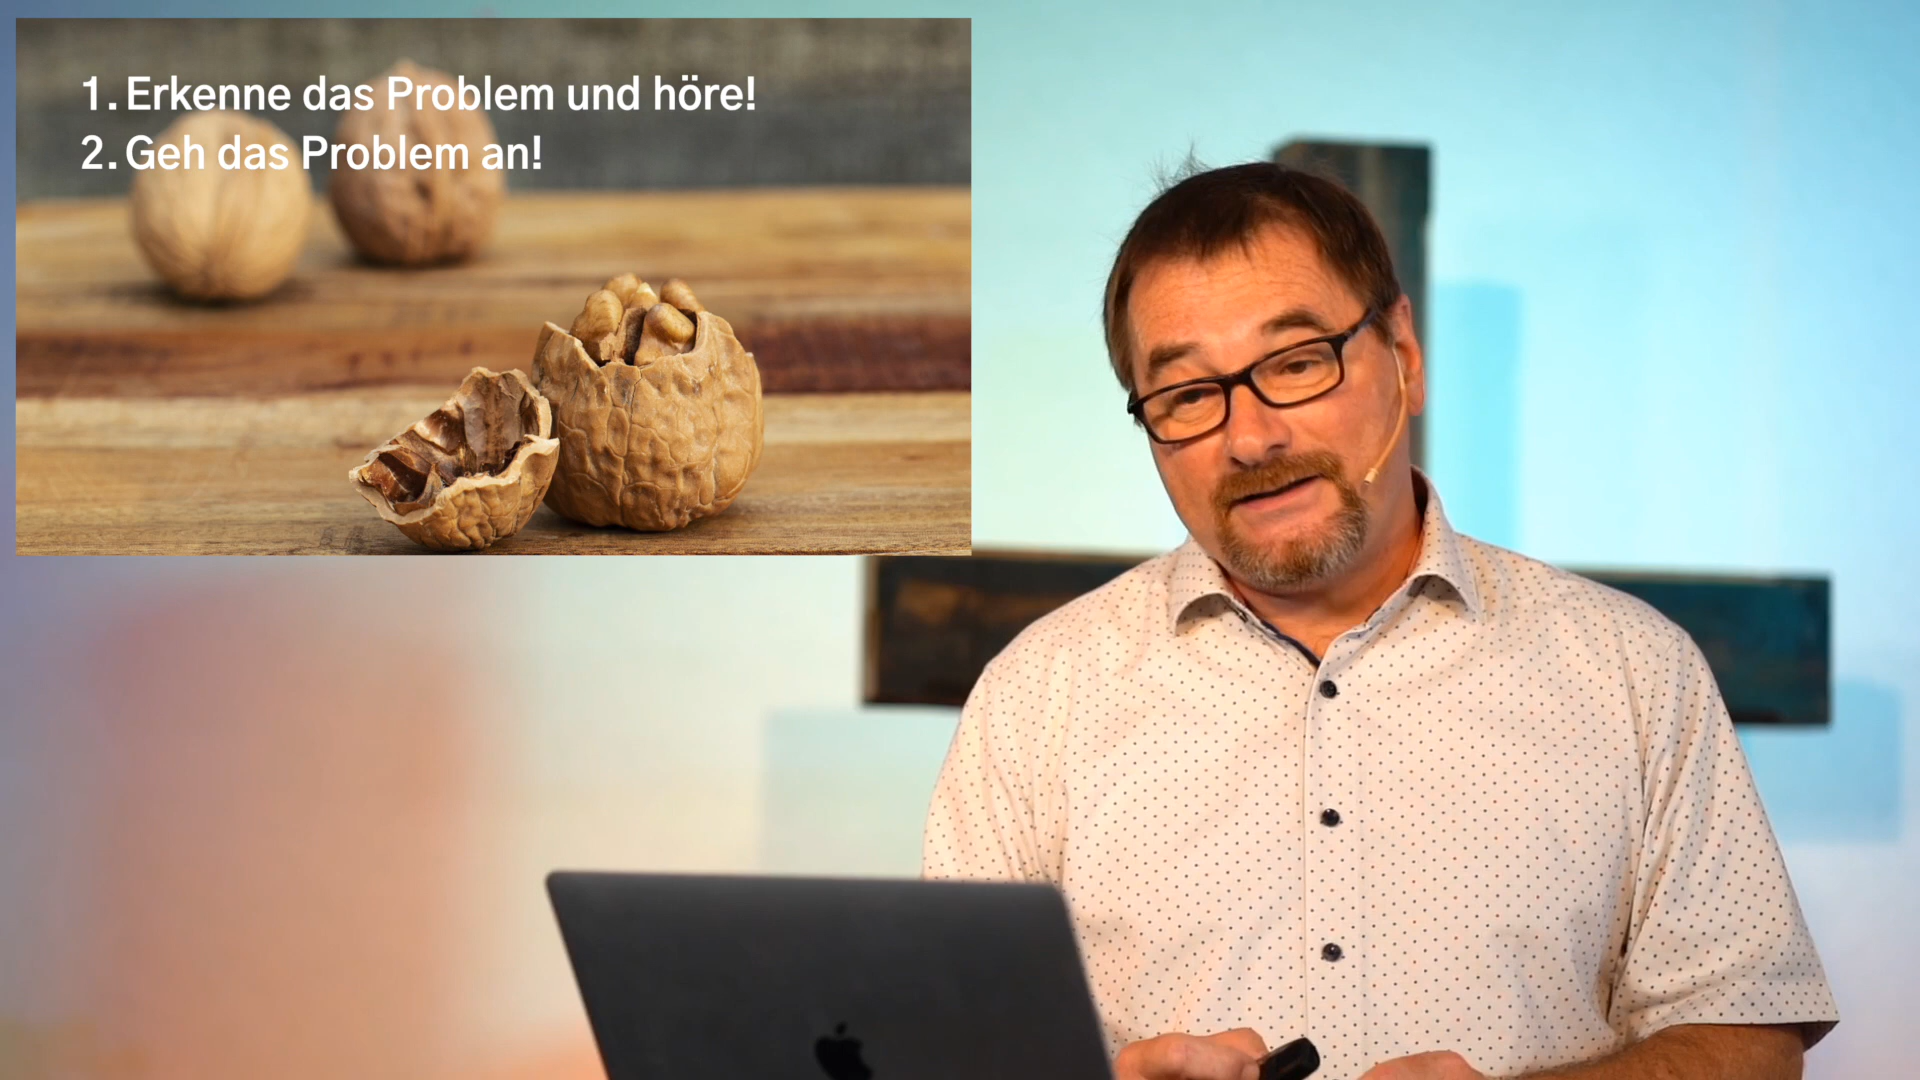 1. Erkenne das Problem und höre!
2. Geh das Problem an!